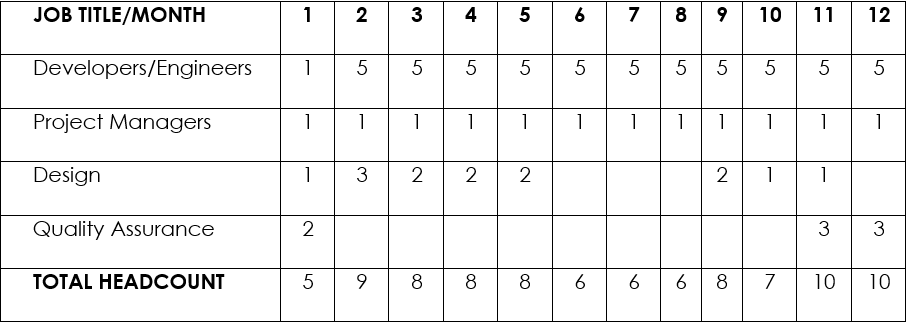 JOB TITLE/MONTH 1 2 3 4 5 6 7 8 9 10 11 12
Developers/Engineers 1 5 5 5 5 5 5 5 5 5 5 5
Project Managers 1 1 1 1 1 1 1 1 1 1 1 1
Design 1 3 2 2 2 2 1 1
Quality Assurance 2 3 3
TOTAL HEADCOUNT 5 9 8 8 8 6 6 6 8 7 10 10